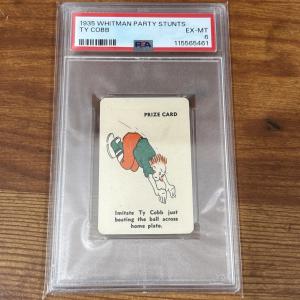 1935 WHITMAN PARTY STUNTS
TY COBB
EX-MT
6
PSA
115565461
PRIZE CARD
Imitate Ty Cobb just
beating the ball across
home plate.